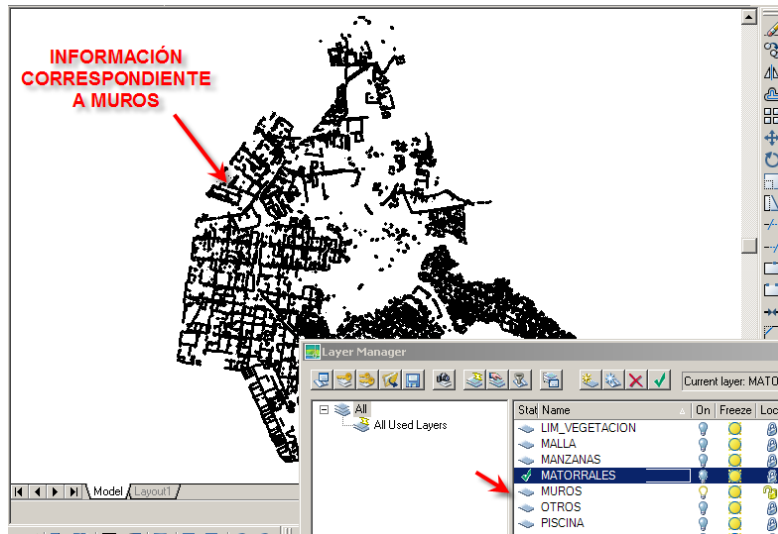 INFORMACIÓN
CORRESPONDIENTE
A MUROS
Layer Manager
Current layer: MATO
All
All Used Layers
Stat Name On Freeze Loc
LIM_VEGETACION
MALLA
MANZANAS
MATORRALES
MUROS
OTROS
PISCINA
Model Layout1